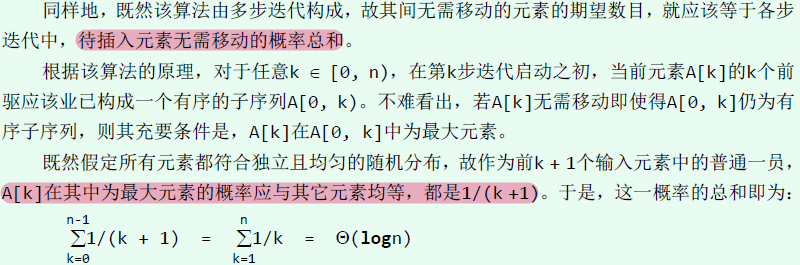 同样地，既然该算法由多步迭代构成，故其间无需移动的元素的期望数目，就应该等于各步
迭代中，待插入元素无需移动的概率总和。
根据该算法的原理，对于任意k ∈ [0, n)，在第k步迭代启动之初，当前元素A[k]的k个前
驱应该业已构成一个有序的子序列A[0, k)。不难看出，若A[k]无需移动即使得A[0, k]仍为有
序子序列，则其充要条件是，A[k]在A[0, k]中为最大元素。
既然假定所有元素都符合独立且均匀的随机分布，故作为前k + 1个输入元素中的普通一员，
A[k]在其中为最大元素的概率应与其它元素均等，都是1/(k +1)。于是，这一概率的总和即为：
n-1 n
∑1/(k + 1) = ∑1/k = Θ(logn)
k=0 k=1